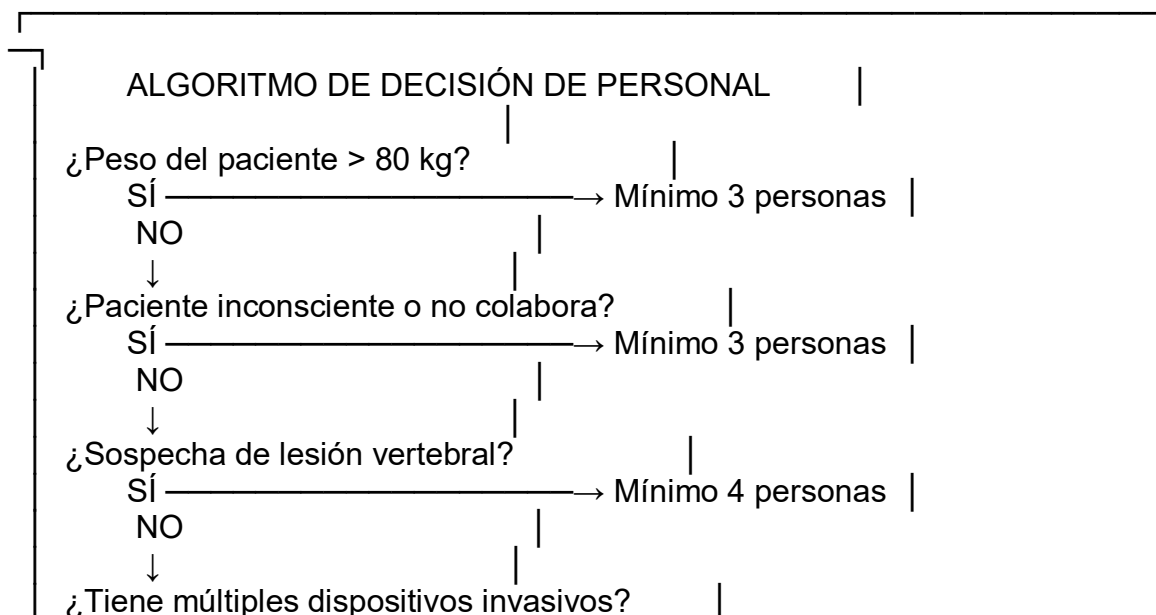 ALGORITMO DE DECISIÓN DE PERSONAL
¿Peso del paciente > 80 kg?
SÍ ────────────────→ Mínimo 3 personas
NO
↓
¿Paciente inconsciente o no colabora?
SÍ ────────────────→ Mínimo 3 personas
NO
↓
¿Sospecha de lesión vertebral?
SÍ ────────────────→ Mínimo 4 personas
NO
↓
¿Tiene múltiples dispositivos invasivos?